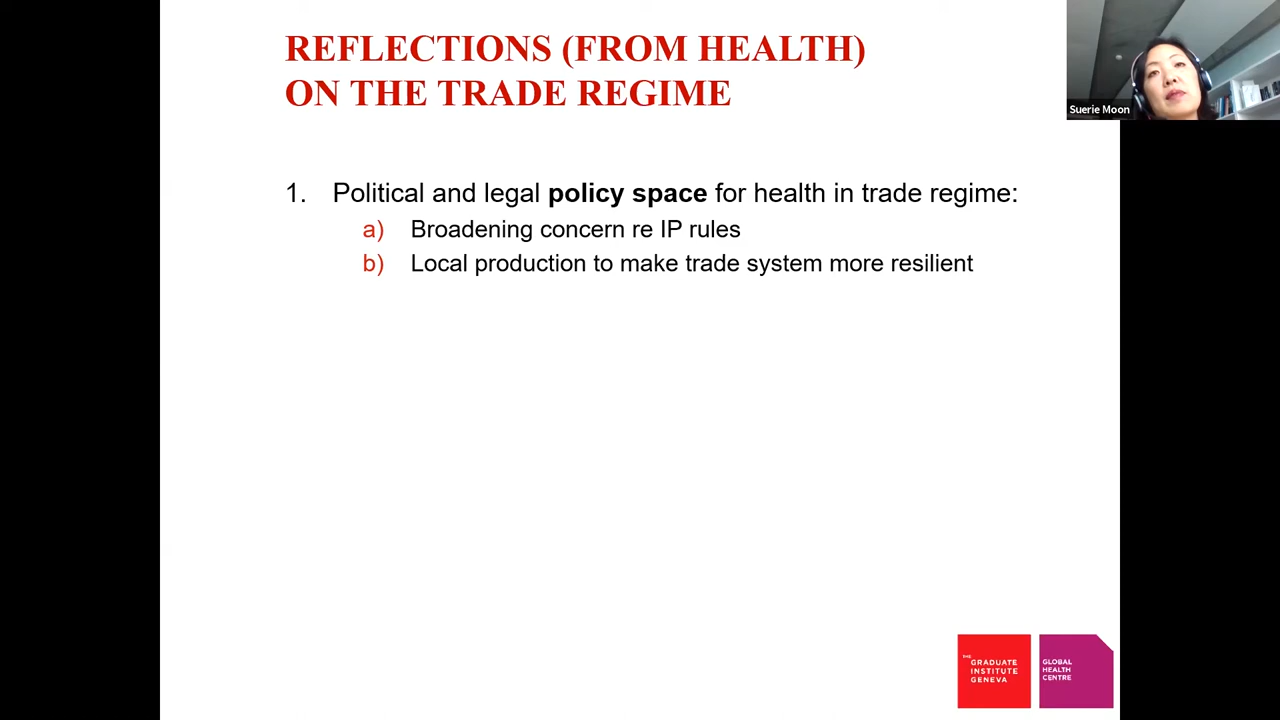 REFLECTIONS (FROM HEALTH)
ON THE TRADE REGIME
Suerie Moon
1. Political and legal policy space for health in trade regime:
a) Broadening concern re IP rules
b) Local production to make trade system more resilient
THE
GRADUATE
INSTITUTE
GENEVA
GLOBAL
HEALTH
CENTRE